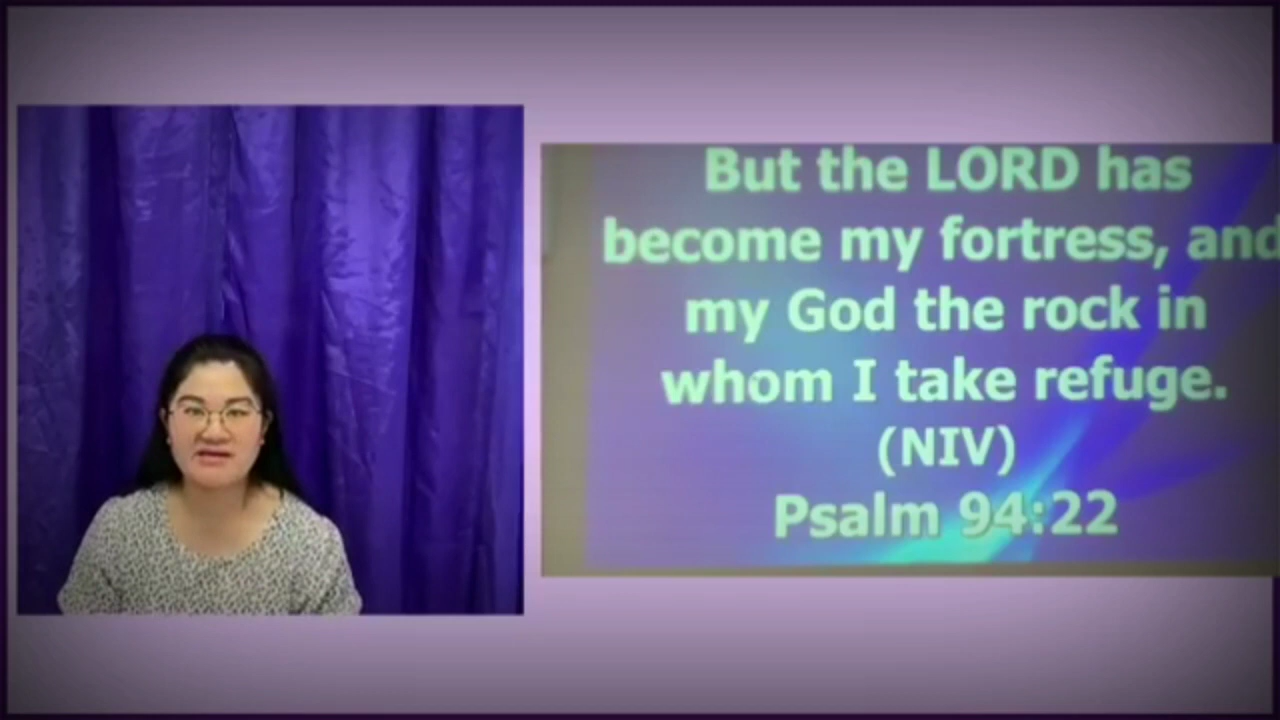 But the LORD has
become my fortress, and
my God the rock in
whom I take refuge.
(NIV)
Psalm 94:22